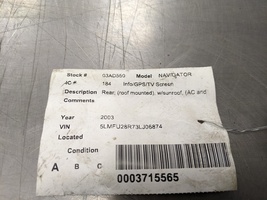 Stock # 03AD350 Model NAVIGATOR
IC # 184 Info/GPS/TV Screen
Description Rear, (roof mounted), w/sunroof, (AC and
Comments
Year 2003
VIN 5LMFU28R73LJ06874
Located
Condition
A B C
0003715565